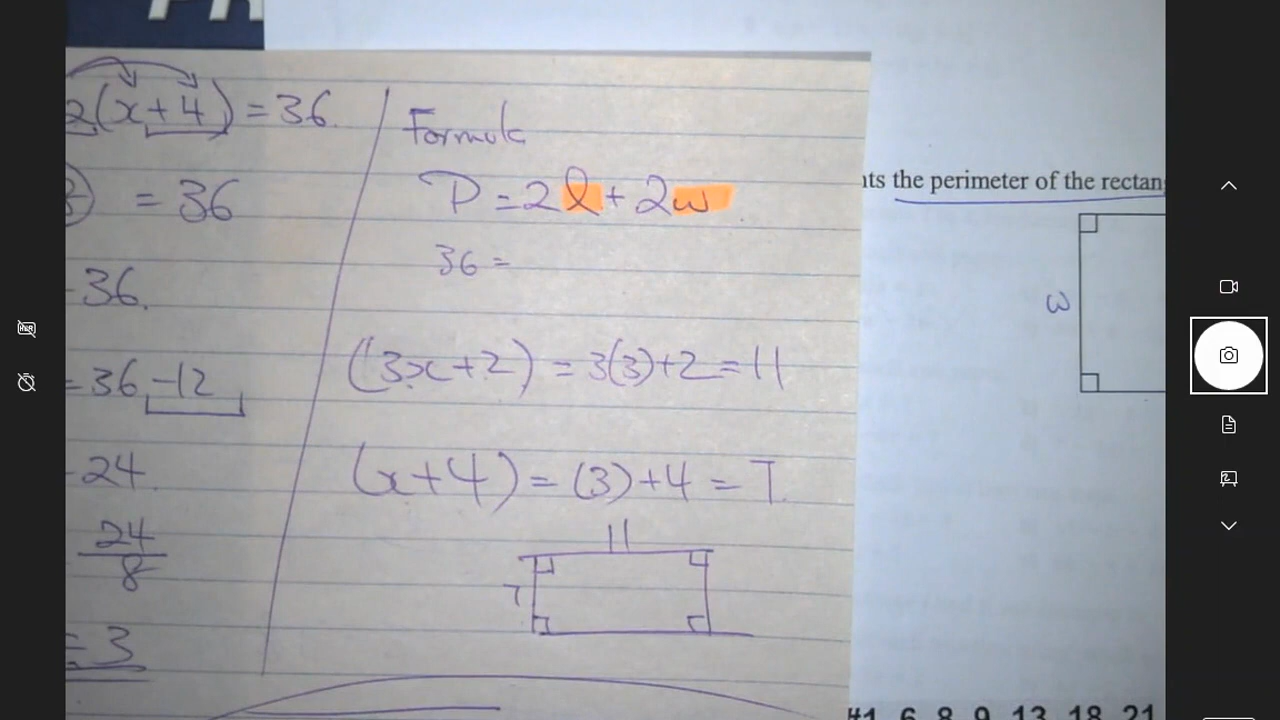 2(x+4) = 36.
= 36
36.
= 36 - 12
24.
24
8
= 3
Formula
P = 2l + 2w
36 =
(3x+2) = 3(3)+2 = 11
(x+4) = (3)+4 = 7.
11
7
nts the perimeter of the rectang
w
#1, 6, 8, 9, 13, 18, 21